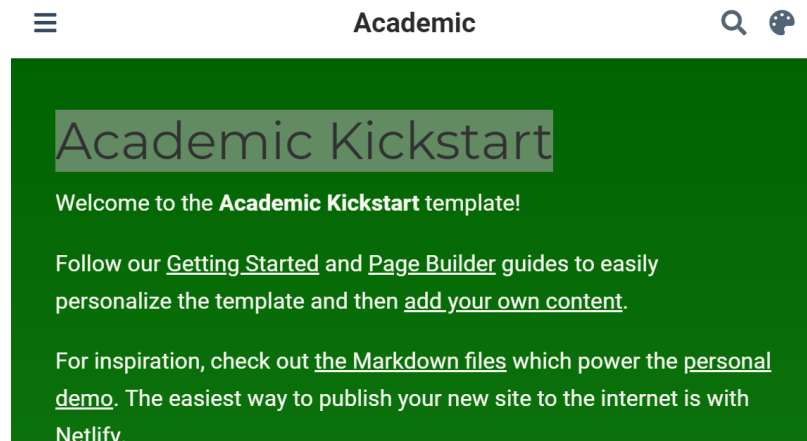 Academic
Academic Kickstart
Welcome to the Academic Kickstart template!
Follow our Getting Started and Page Builder guides to easily
personalize the template and then add your own content.
For inspiration, check out the Markdown files which power the personal
demo. The easiest way to publish your new site to the internet is with
Netlify.